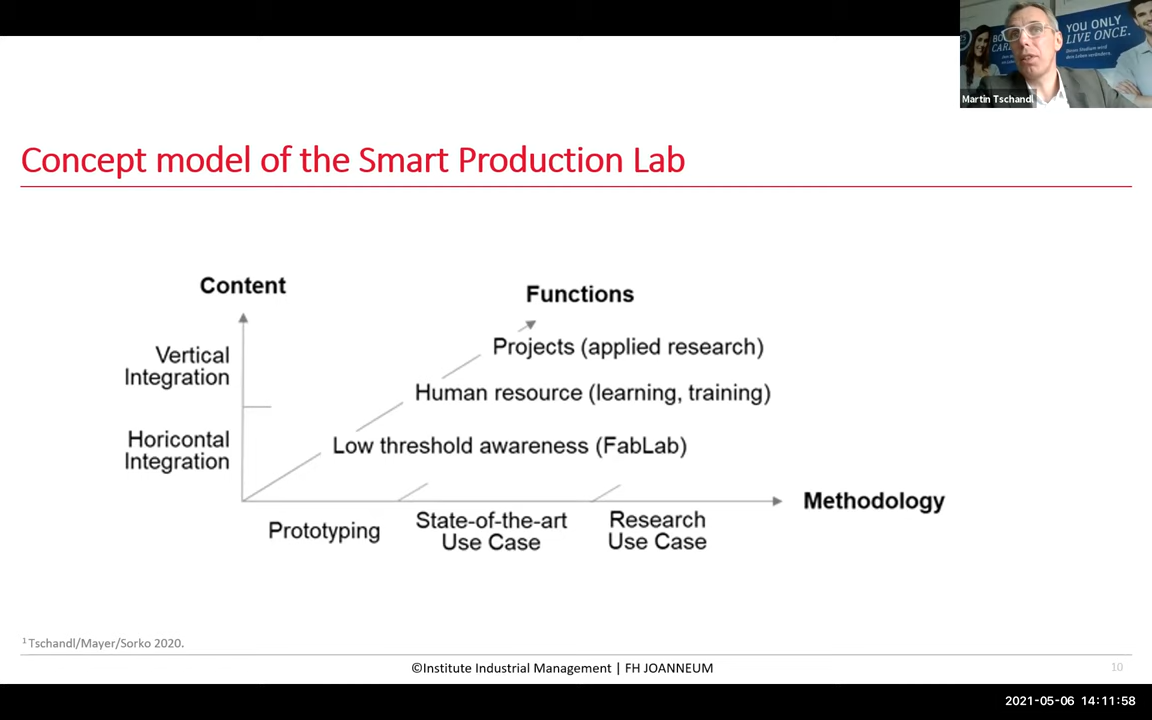 YOU ONLY
LIVE ONCE.
Martin Tschandl
Concept model of the Smart Production Lab
Content
Functions
Projects (applied research)
Vertical
Integration
Human resource (learning, training)
Horicontal
Integration
Low threshold awareness (FabLab)
Methodology
Prototyping
State-of-the-art
Use Case
Research
Use Case
1 Tschandl/Mayer/Sorko 2020.
©Institute Industrial Management | FH JOANNEUM
10
2021-05-06 14:11:58